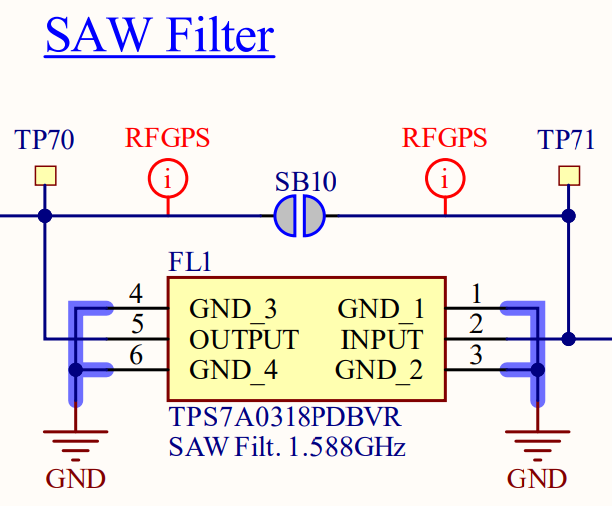 SAW Filter
TP70 RFGPS RFGPS TP71
i i
SB10
FL1
4 GND_3 GND_1 1
5 OUTPUT INPUT 2
6 GND_4 GND_2 3
TPS7A0318PDBVR
SAW Filt. 1.588GHz
GND GND